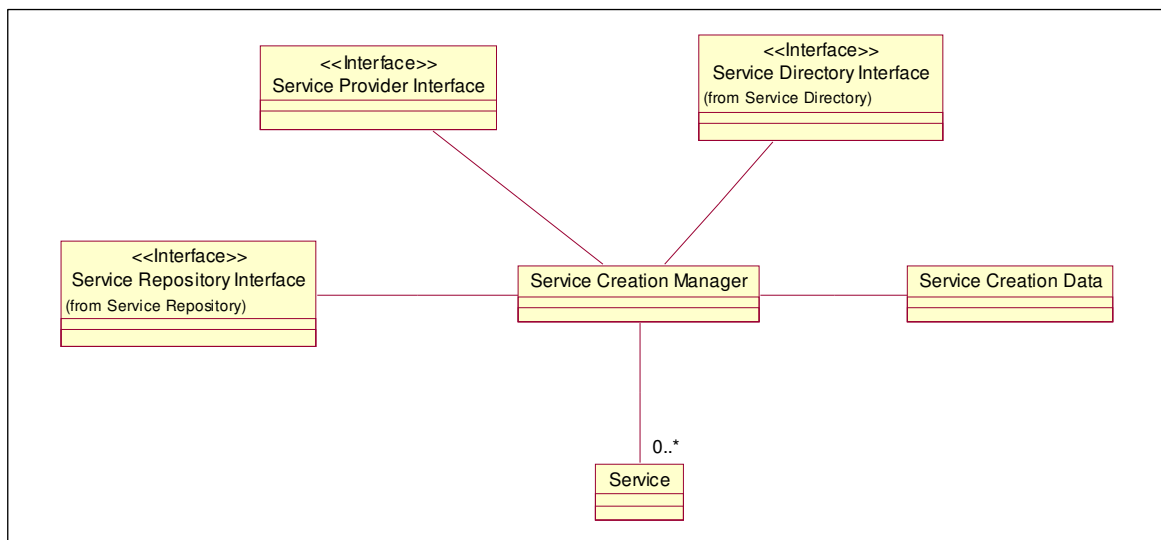 <<Interface>>
Service Provider Interface
<<Interface>>
Service Directory Interface
(from Service Directory)
<<Interface>>
Service Repository Interface
(from Service Repository)
Service Creation Manager
Service Creation Data
0..*
Service